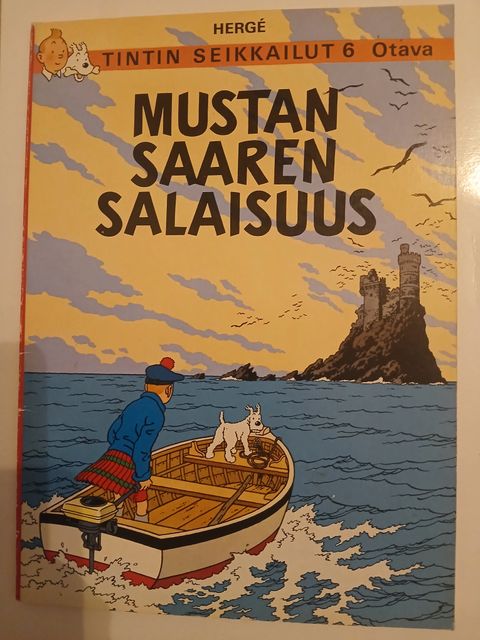 HERGÉ
TINTIN SEIKKAILUT 6 Otava
MUSTAN
SAAREN
SALAISUUS